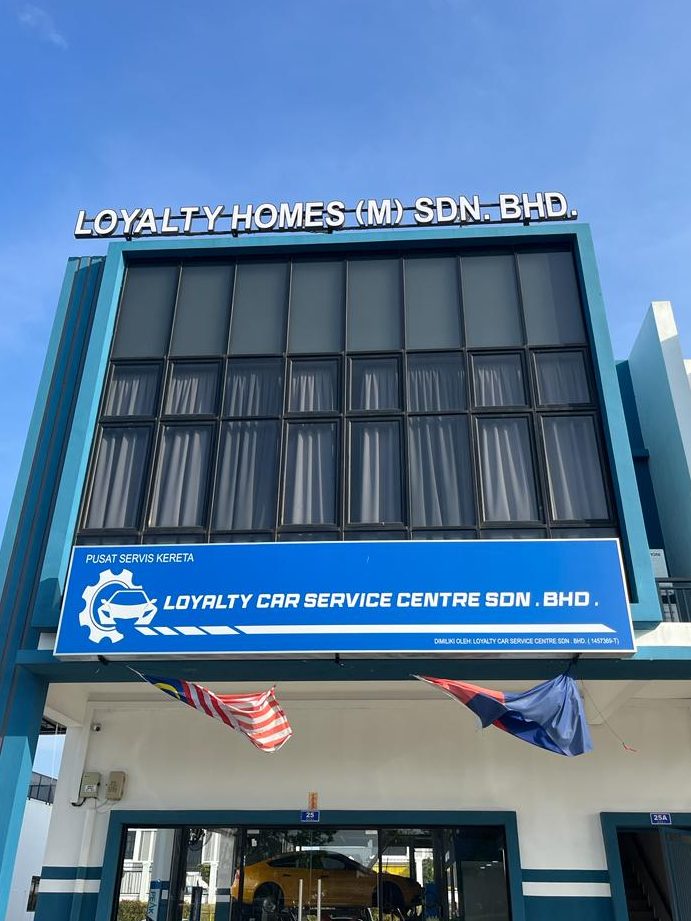 LOYALTY HOMES (M) SDN. BHD.
PUSAT SERVIS KERETA
LOYALTY CAR SERVICE CENTRE SDN . BHD .
DIMILIKI OLEH: LOYALTY CAR SERVICE CENTRE SDN . BHD. ( 1457369-T)
25
25A